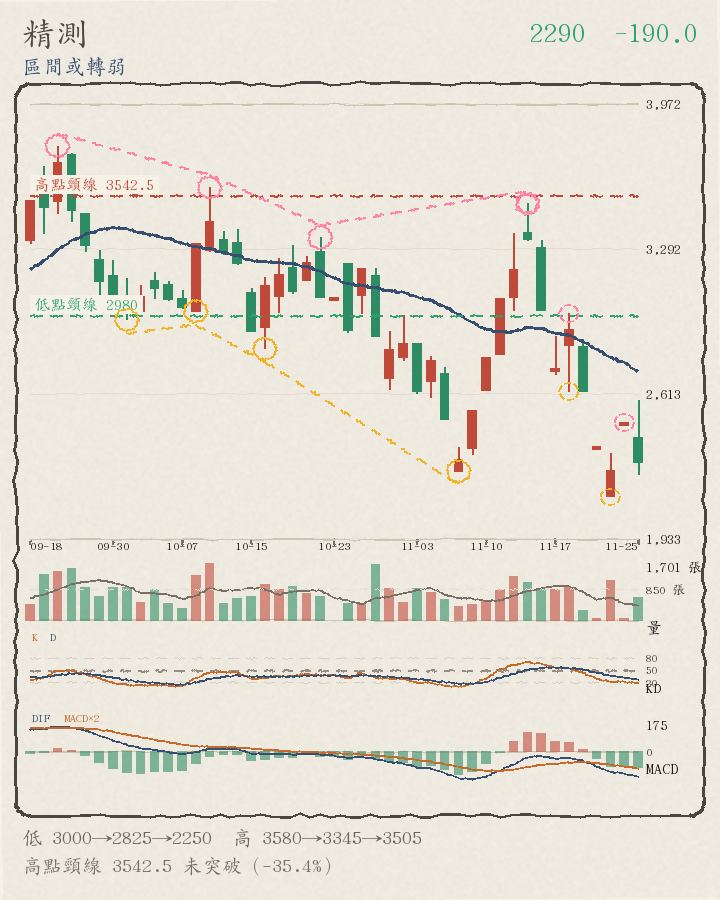 精測
2290 -190.0
區間或轉弱
3,972
高點頸線 3542.5
3,292
低點頸線 2980
2,613
1,933
09-18 09-30 10-07 10-15 10-23 11-03 11-10 11-17 11-25
1,701 張
850 張
量
K D
80
50
20
KD
DIF MACD×2
175
0
MACD
低 3000→2825→2250 高 3580→3345→3505
高點頸線 3542.5 未突破 (-35.4%)